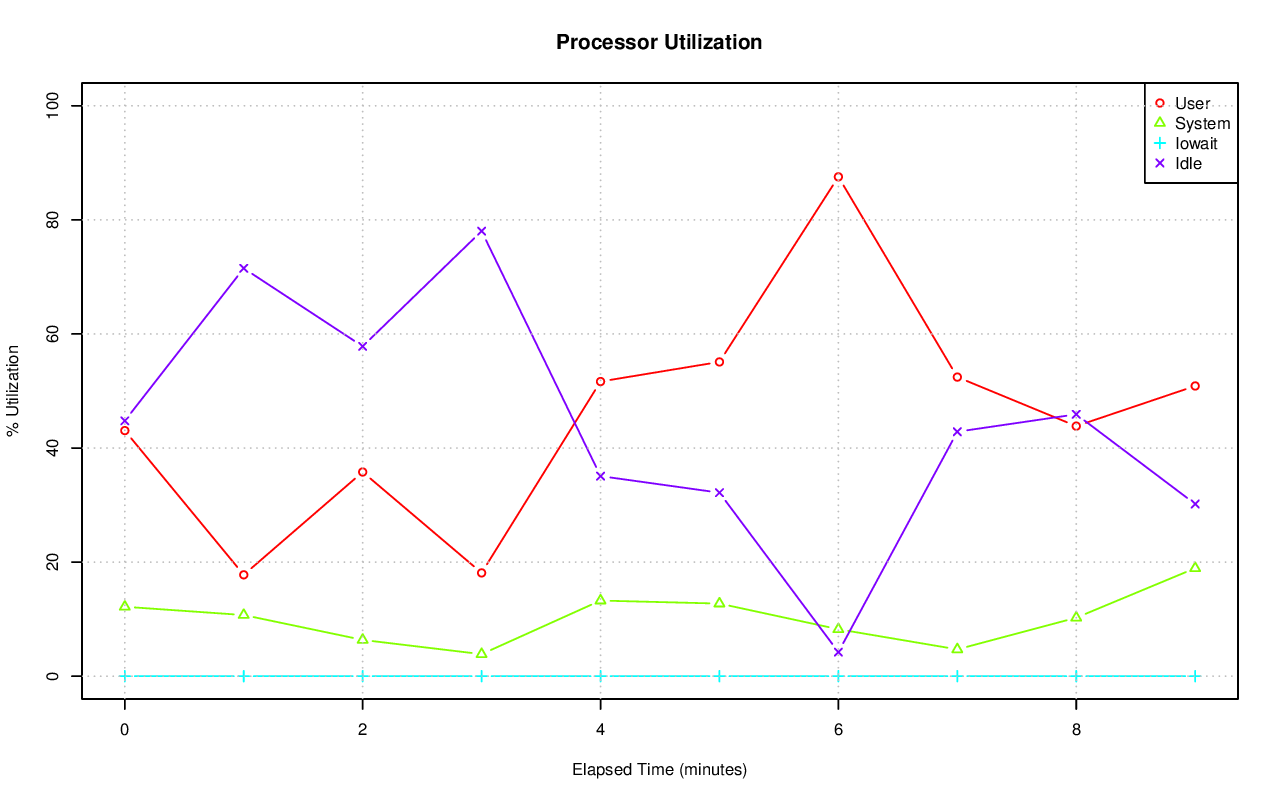 Processor Utilization
% Utilization
100
80
60
40
20
0
User
System
Iowait
Idle
0 2 4 6 8
Elapsed Time (minutes)